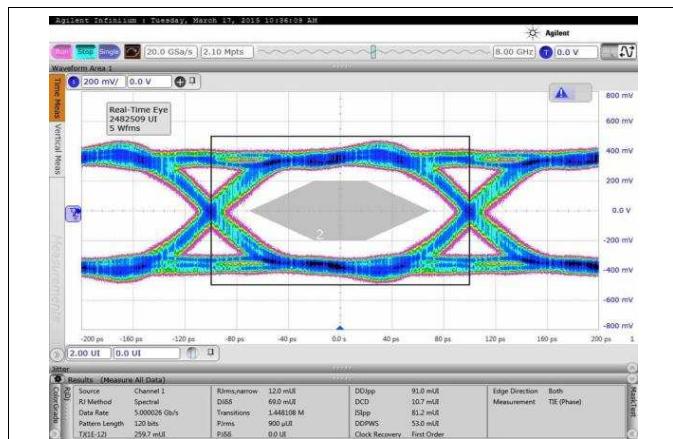 Agilent Infiniium : Tuesday, March 17, 2015 10:36:09 AM
Agilent
Run Stop Single 20.0 GSa/s 2.10 Mpts 8.00 GHz T 0.0 V
Waveform Area 1
200 mV/ 0.0 V
Time Meas
Vertical Meas
Measurements
Real-Time Eye
2482509 UI
5 Wfms
800 mV
600 mV
400 mV
200 mV
0.0 V
-200 mV
-400 mV
-600 mV
-800 mV
2
-200 ps -160 ps -120 ps -80 ps -40 ps 0.0 s 40 ps 80 ps 120 ps 160 ps 200 ps 1
2.00 UI 0.0 UI
Jitter
Results (Measure All Data)
Color Grade
RJDJ
Mask Test
Source Channel 1 RJrms,narrow 12.0 mUI DDJpp 91.0 mUI Edge Direction Both
RJ Method Spectral DJδδ 69.0 mUI DCD 10.7 mUI Measurement TIE (Phase)
Data Rate 5.000026 Gb/s Transitions 1.448108 M ISIpp 81.2 mUI
Pattern Length 120 bits PJrms 900 µUI DDPWS 53.0 mUI
TJ(1E-12) 259.7 mUI PJδδ 0.0 UI Clock Recovery First Order